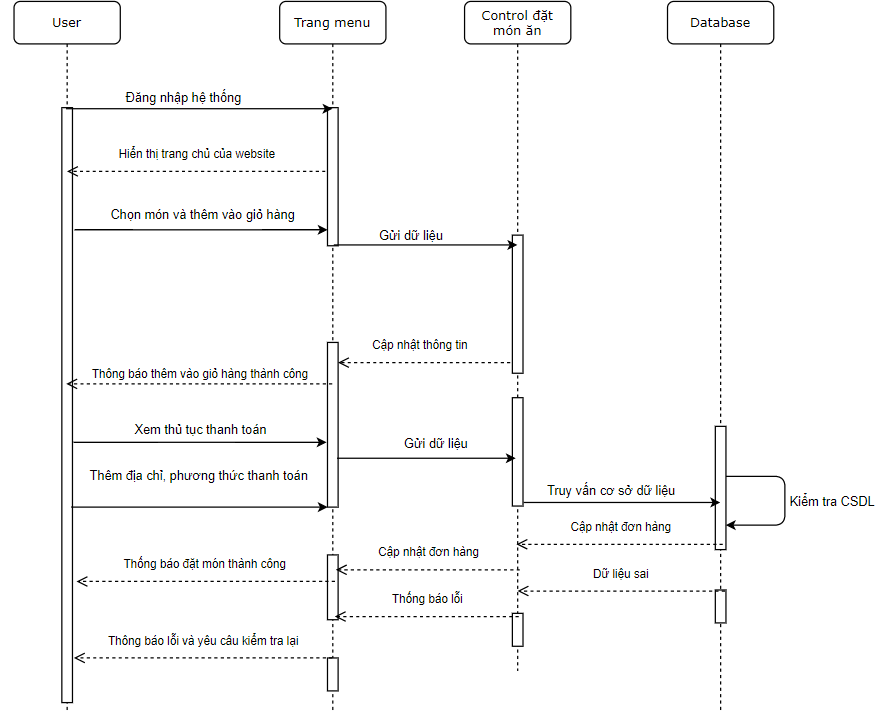 User
Trang menu
Control đặt
món ăn
Database
Đăng nhập hệ thống
Hiển thị trang chủ của website
Chọn món và thêm vào giỏ hàng
Gửi dữ liệu
Cập nhật thông tin
Thông báo thêm vào giỏ hàng thành công
Xem thủ tục thanh toán
Gửi dữ liệu
Thêm địa chỉ, phương thức thanh toán
Truy vấn cơ sở dữ liệu
Kiểm tra CSDL
Cập nhật đơn hàng
Cập nhật đơn hàng
Thống báo đặt món thành công
Dữ liệu sai
Thống báo lỗi
Thông báo lỗi và yêu câu kiểm tra lại